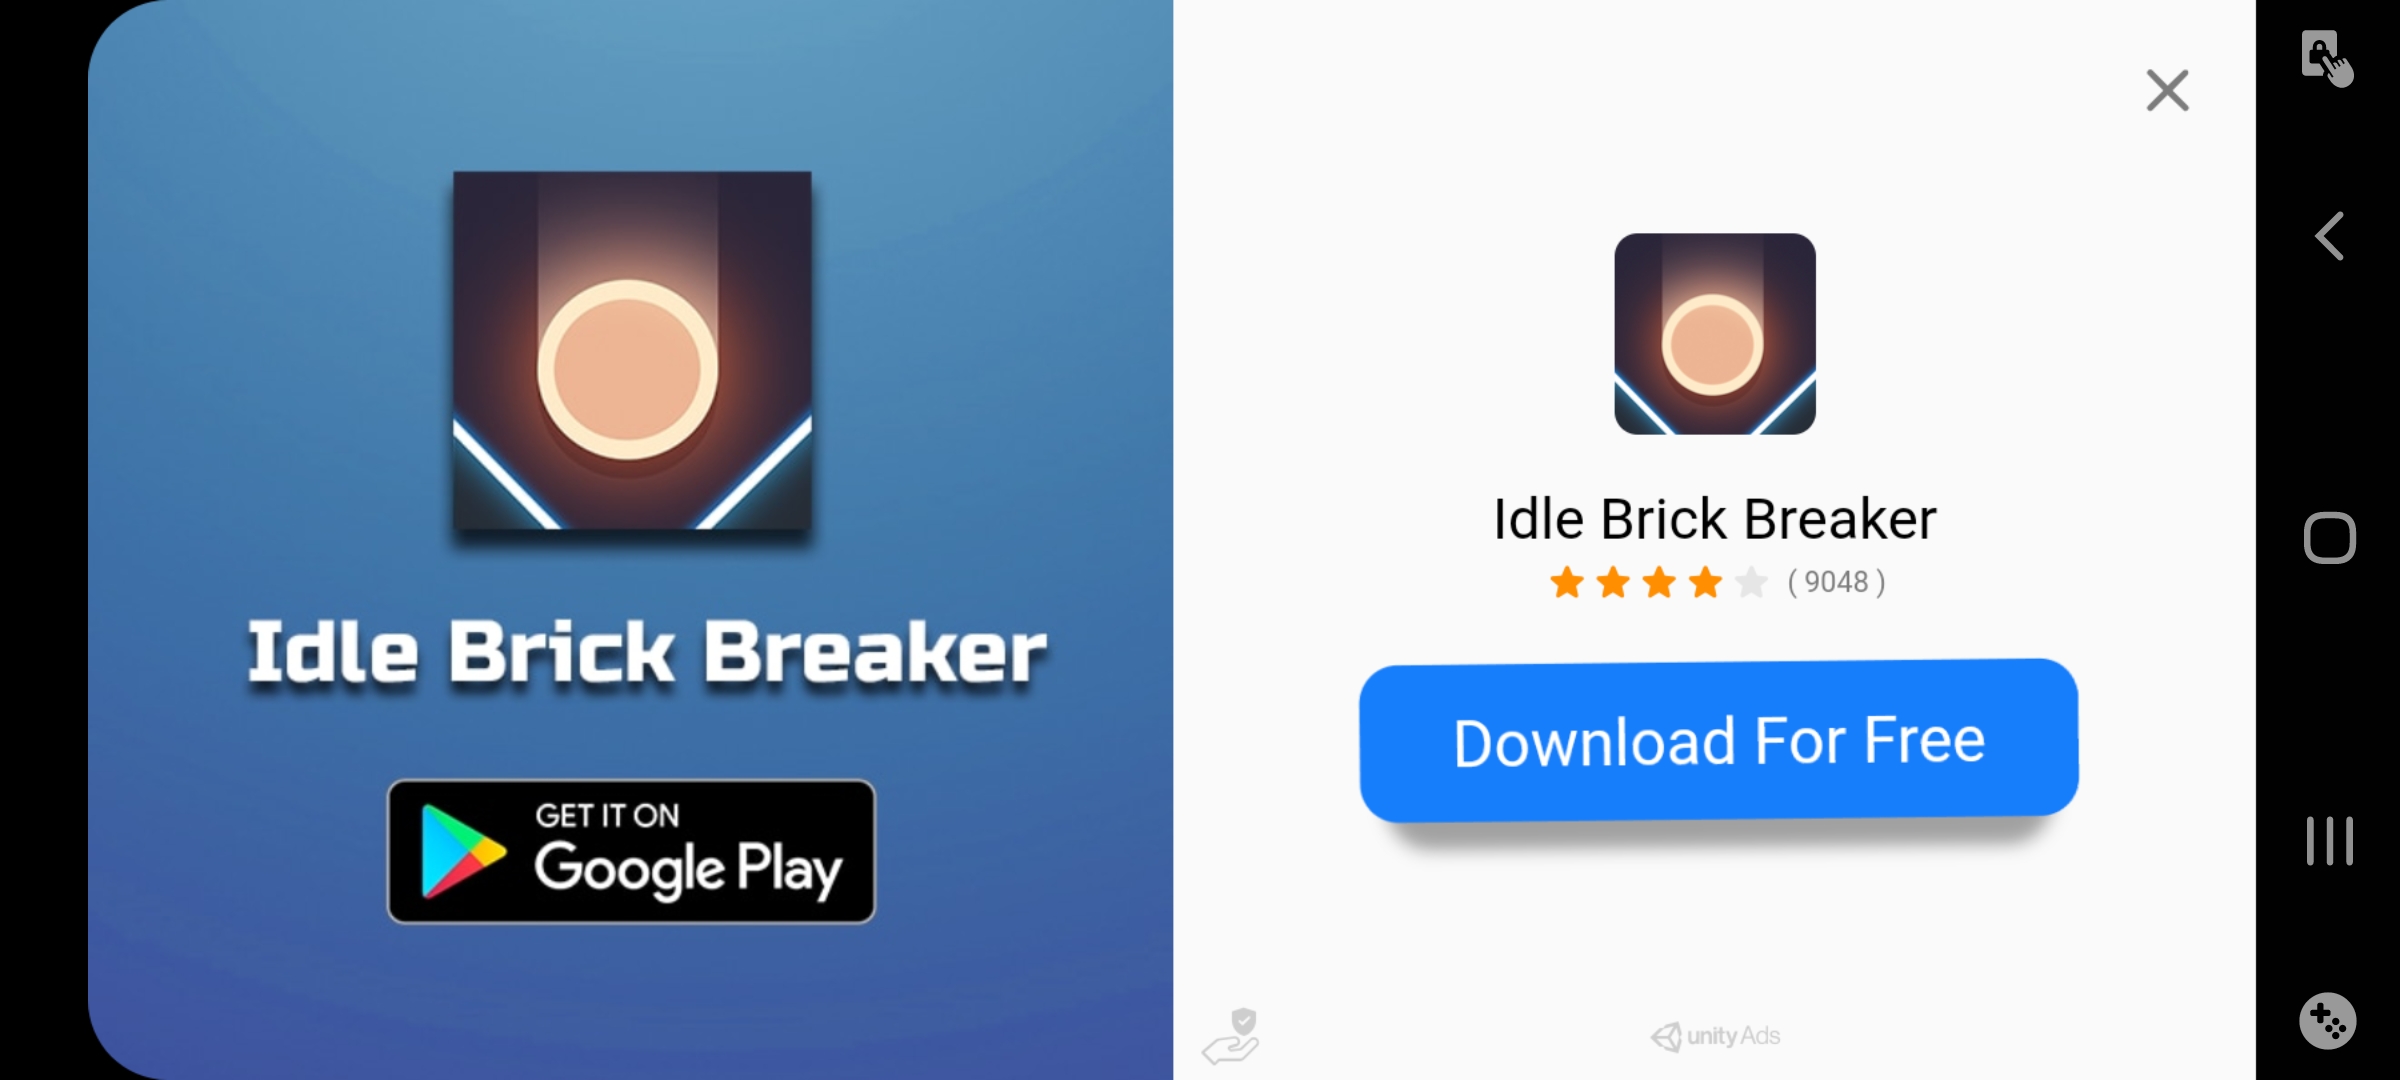 Idle Brick Breaker
GET IT ON
Google Play
Idle Brick Breaker
( 9048 )
Download For Free
unity Ads